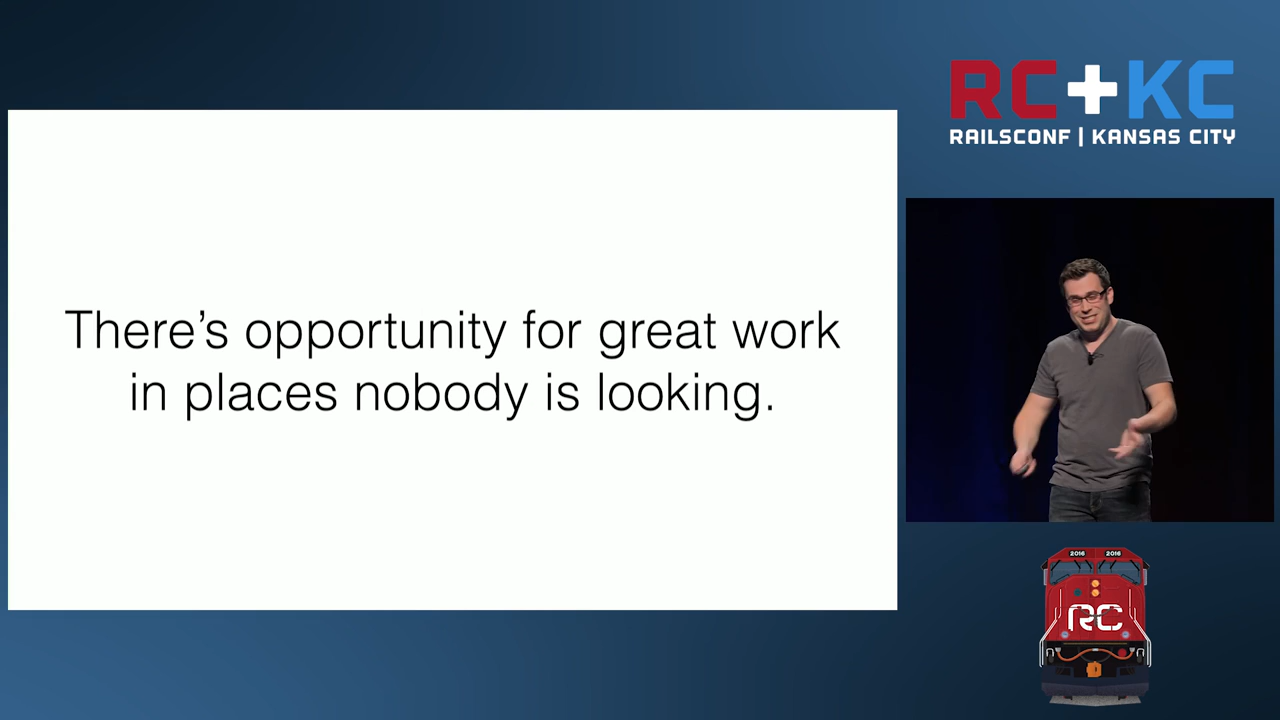 RC+KC
RAILSCONF | KANSAS CITY
There's opportunity for great work
in places nobody is looking.
2016 2016
RC